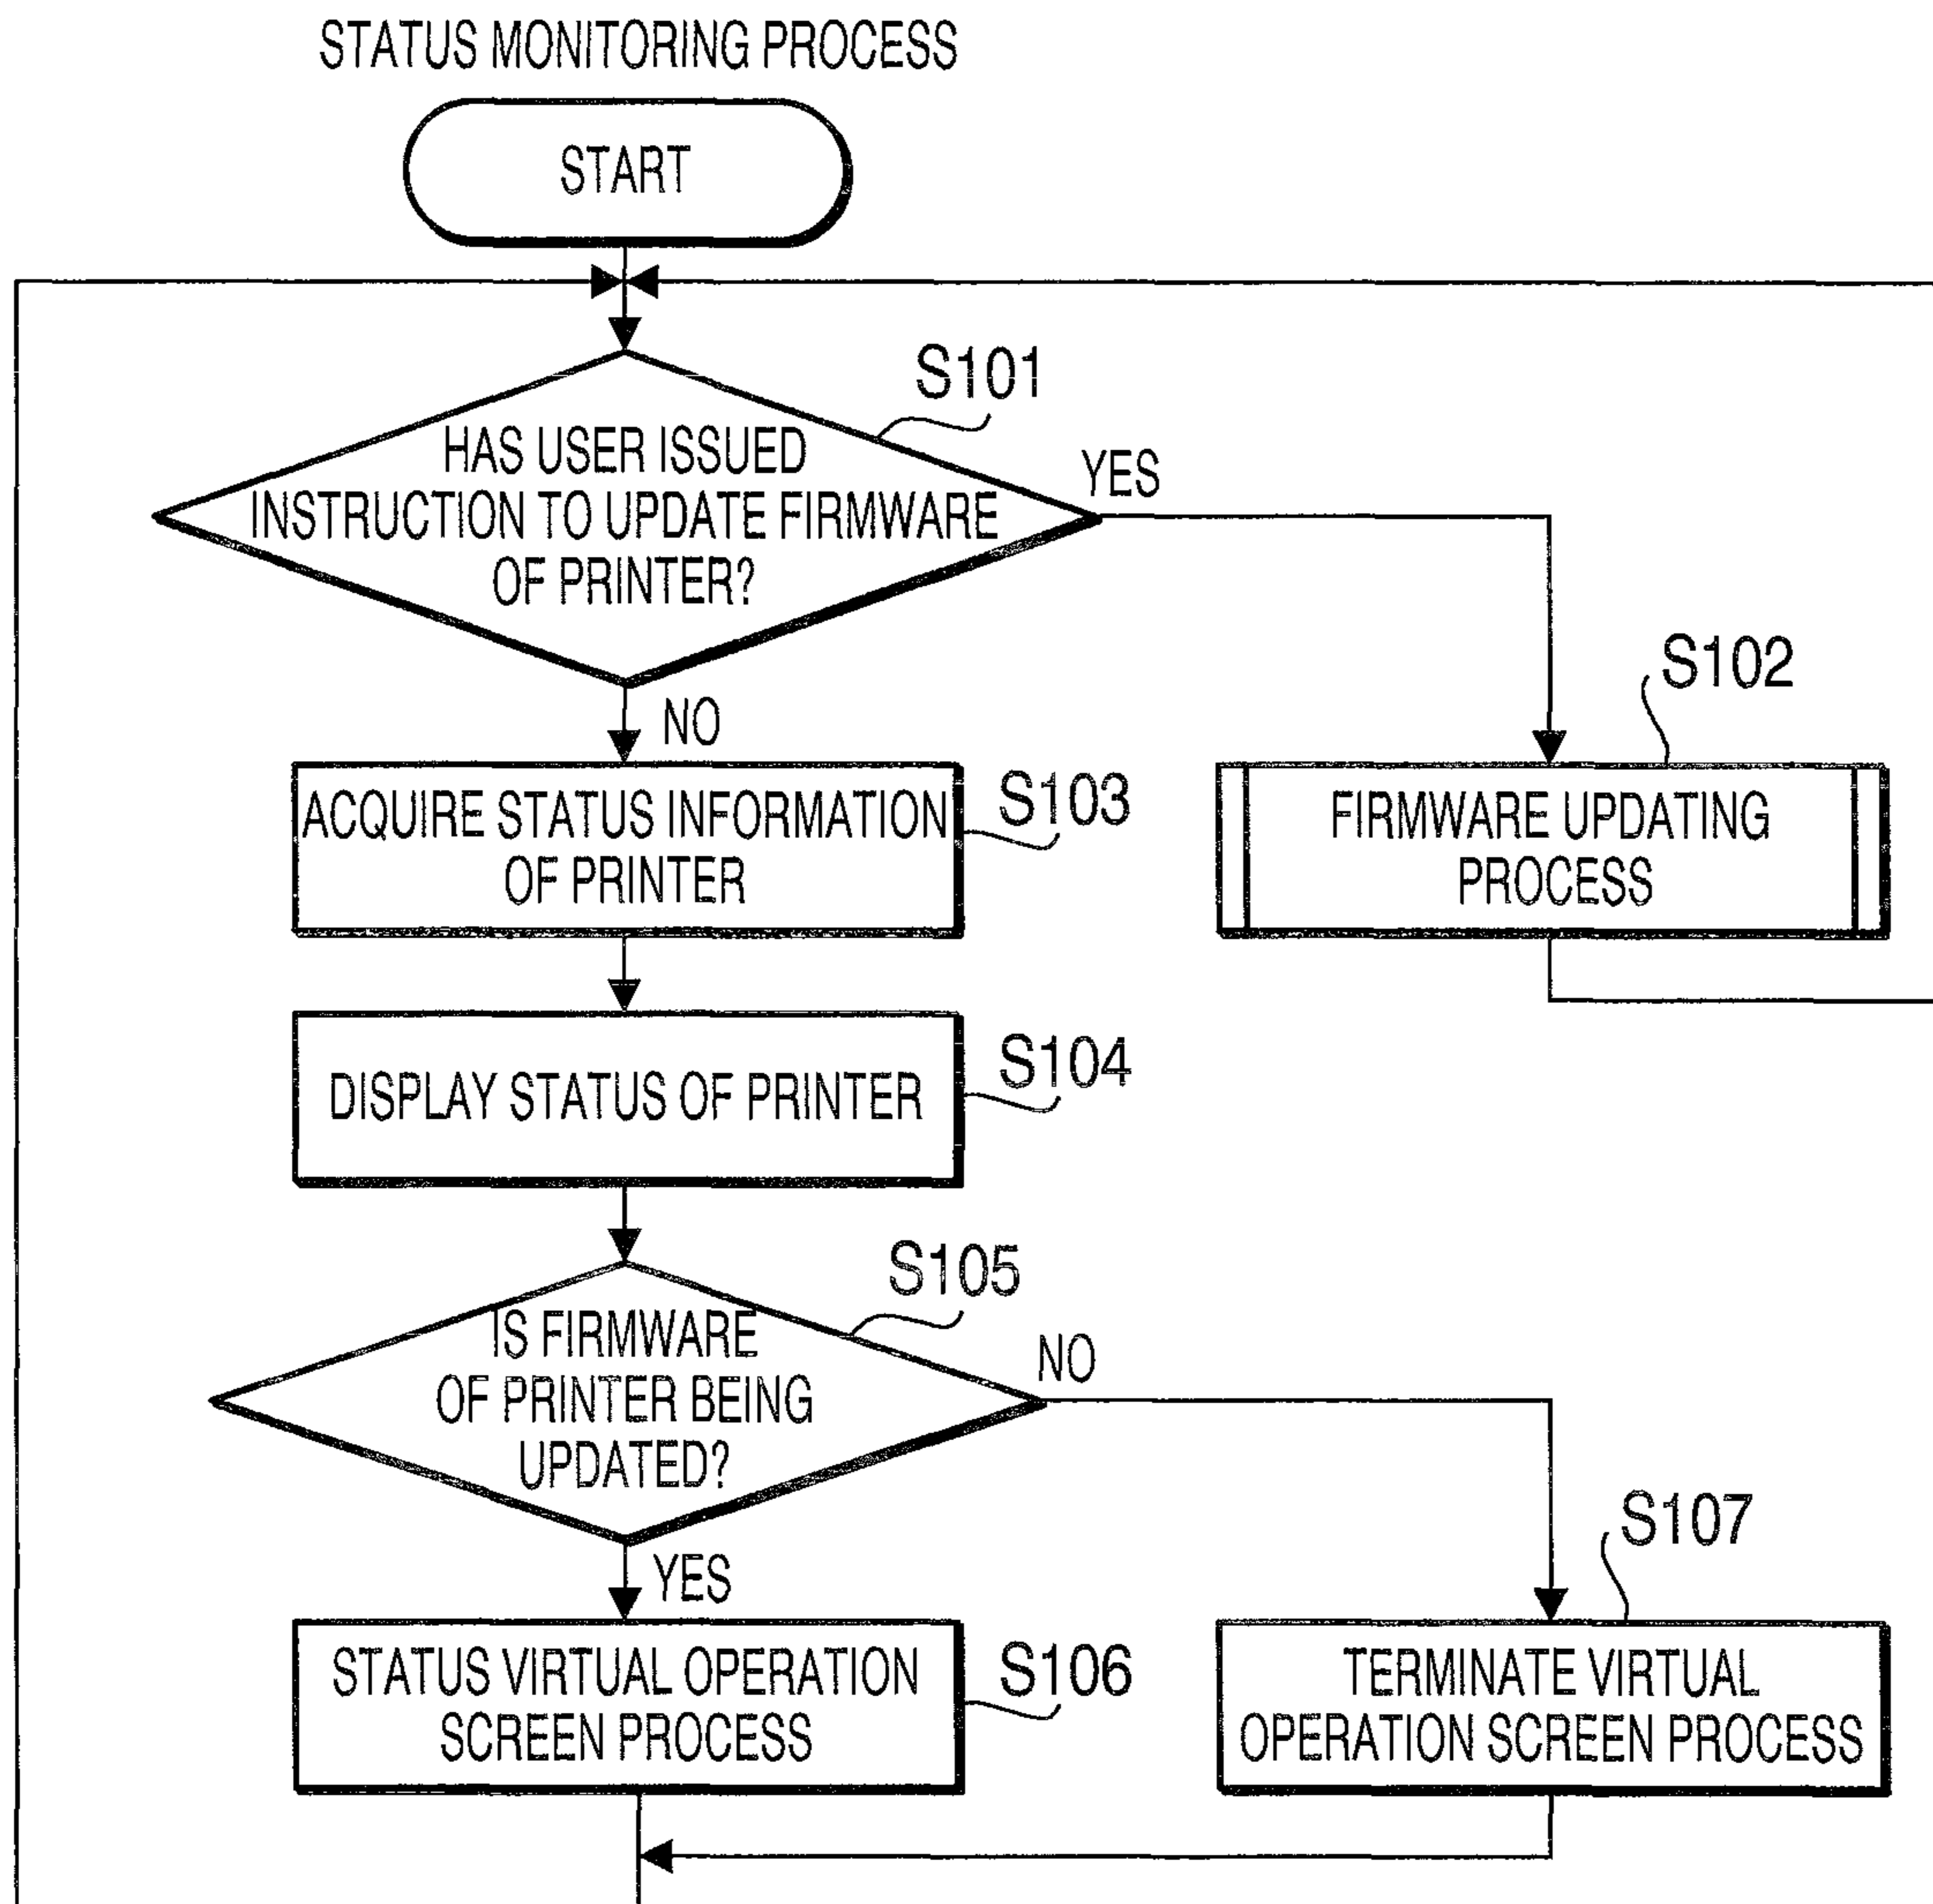 STATUS MONITORING PROCESS
START
S101
HAS USER ISSUED
INSTRUCTION TO UPDATE FIRMWARE
OF PRINTER?
YES
NO
S102
FIRMWARE UPDATING
PROCESS
S103
ACQUIRE STATUS INFORMATION
OF PRINTER
S104
DISPLAY STATUS OF PRINTER
S105
IS FIRMWARE
OF PRINTER BEING
UPDATED?
NO
YES
S106
STATUS VIRTUAL OPERATION
SCREEN PROCESS
S107
TERMINATE VIRTUAL
OPERATION SCREEN PROCESS